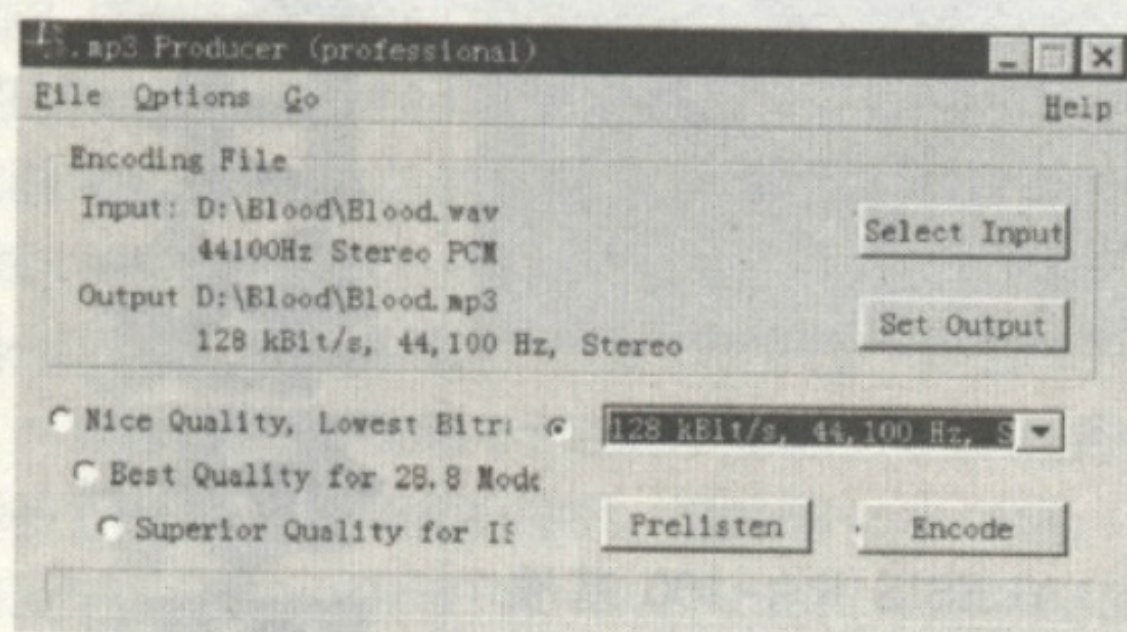 .mp3 Producer (professional)
File Options Go Help
Encoding File
Input: D:\Blood\Blood.wav
44100Hz Stereo PCM
Select Input
Output D:\Blood\Blood.mp3
128 kBit/s, 44,100 Hz, Stereo
Set Output
Nice Quality, Lowest Bitr
128 kBit/s, 44,100 Hz, S
Best Quality for 28.8 Mode
Superior Quality for IS
Prelisten
Encode